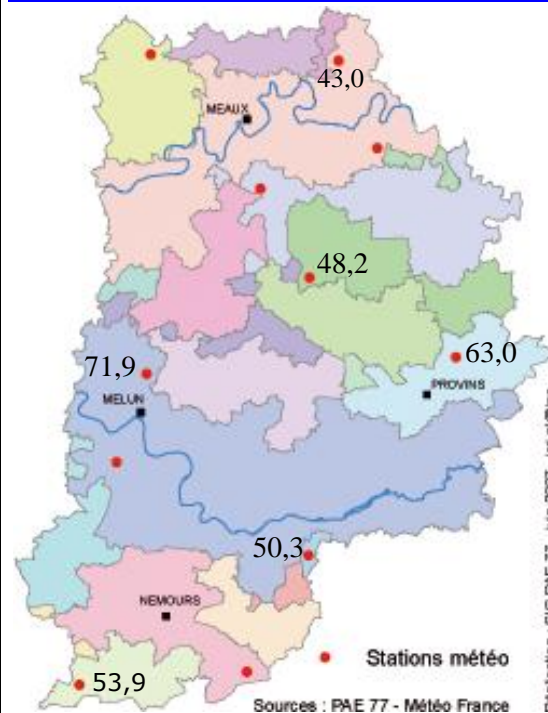 43,0
MEAUX
48,2
63,0
71,9
PROVINS
MELUN
50,3
NEMOURS
Stations météo
53,9
Sources : PAE 77 - Météo France